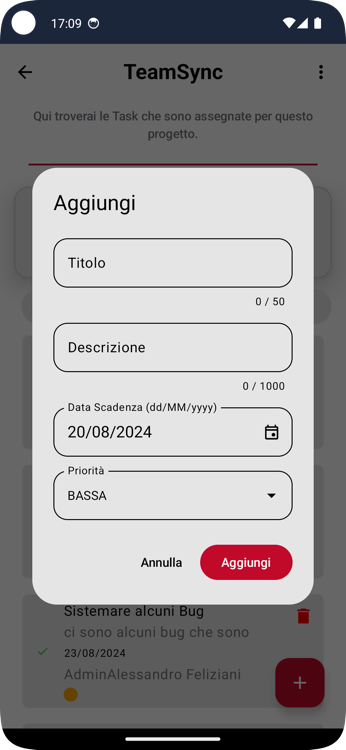 17:09
TeamSync
Qui troverai le Task che sono assegnate per questo
progetto.
Aggiungi
Titolo
0 / 50
Descrizione
0 / 1000
Data Scadenza (dd/MM/yyyy)
20/08/2024
Priorità
BASSA
Annulla
Aggiungi
Sistemare alcuni Bug
ci sono alcuni bug che sono
23/08/2024
AdminAlessandro Feliziani
+